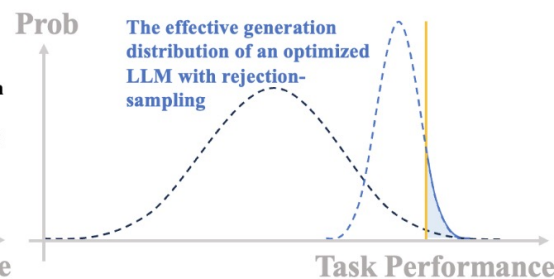 Prob
The effective generation
distribution of an optimized
LLM with rejection-
sampling
Task Performance